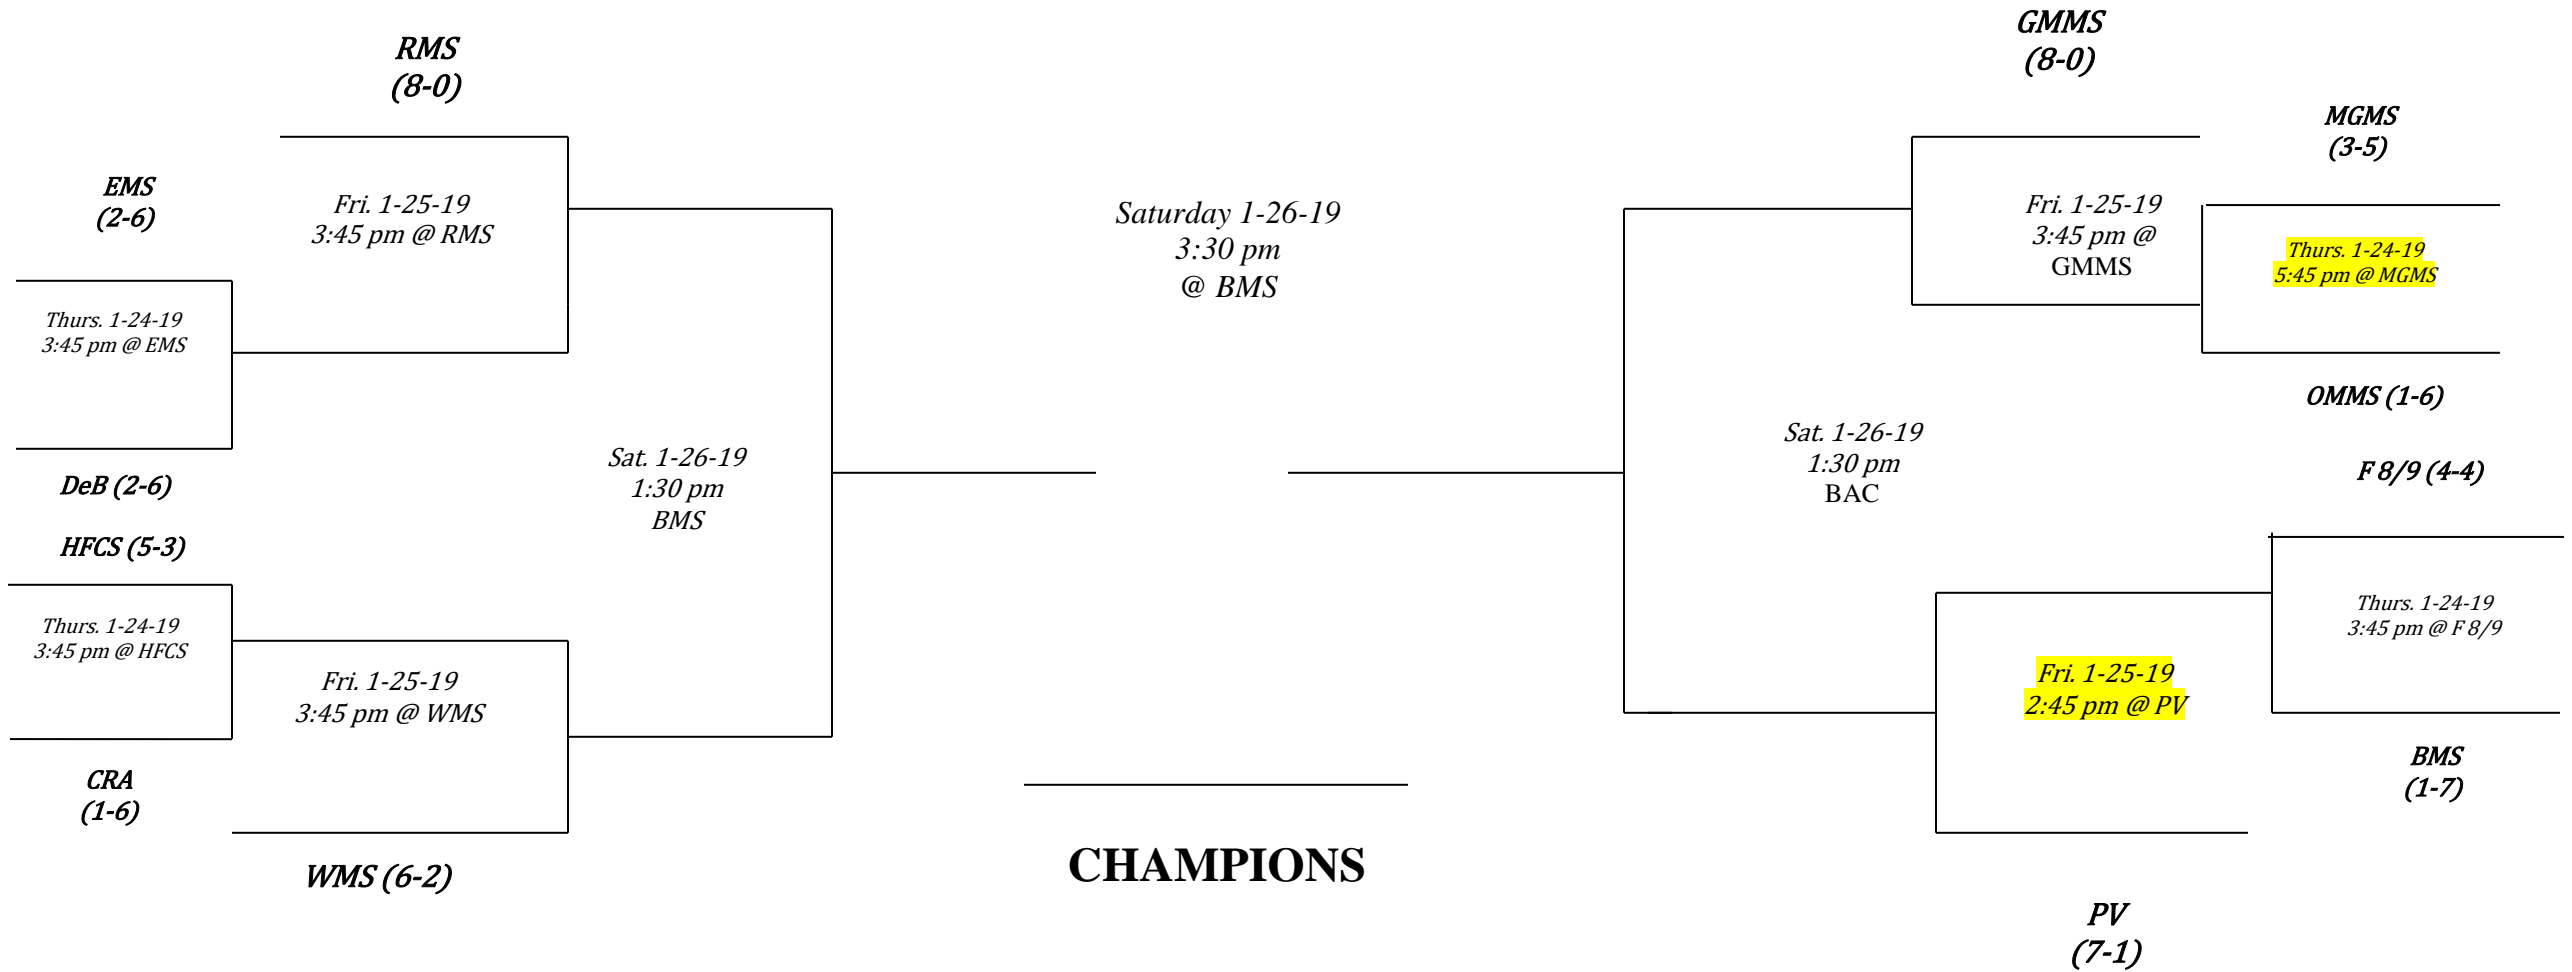 RMS
(8-0)
EMS
(2-6)
Fri. 1-25-19
3:45 pm @ RMS
Thurs. 1-24-19
3:45 pm @ EMS
DeB (2-6)
HFCS (5-3)
Thurs. 1-24-19
3:45 pm @ HFCS
Fri. 1-25-19
3:45 pm @ WMS
CRA
(1-6)
WMS (6-2)
Sat. 1-26-19
1:30 pm
BMS
Saturday 1-26-19
3:30 pm
@ BMS
CHAMPIONS
GMMS
(8-0)
MGMS
(3-5)
Fri. 1-25-19
3:45 pm @
GMMS
Thurs. 1-24-19
5:45 pm @ MGMS
OMMS (1-6)
Sat. 1-26-19
1:30 pm
BAC
F 8/9 (4-4)
Thurs. 1-24-19
3:45 pm @ F 8/9
Fri. 1-25-19
2:45 pm @ PV
BMS
(1-7)
PV
(7-1)